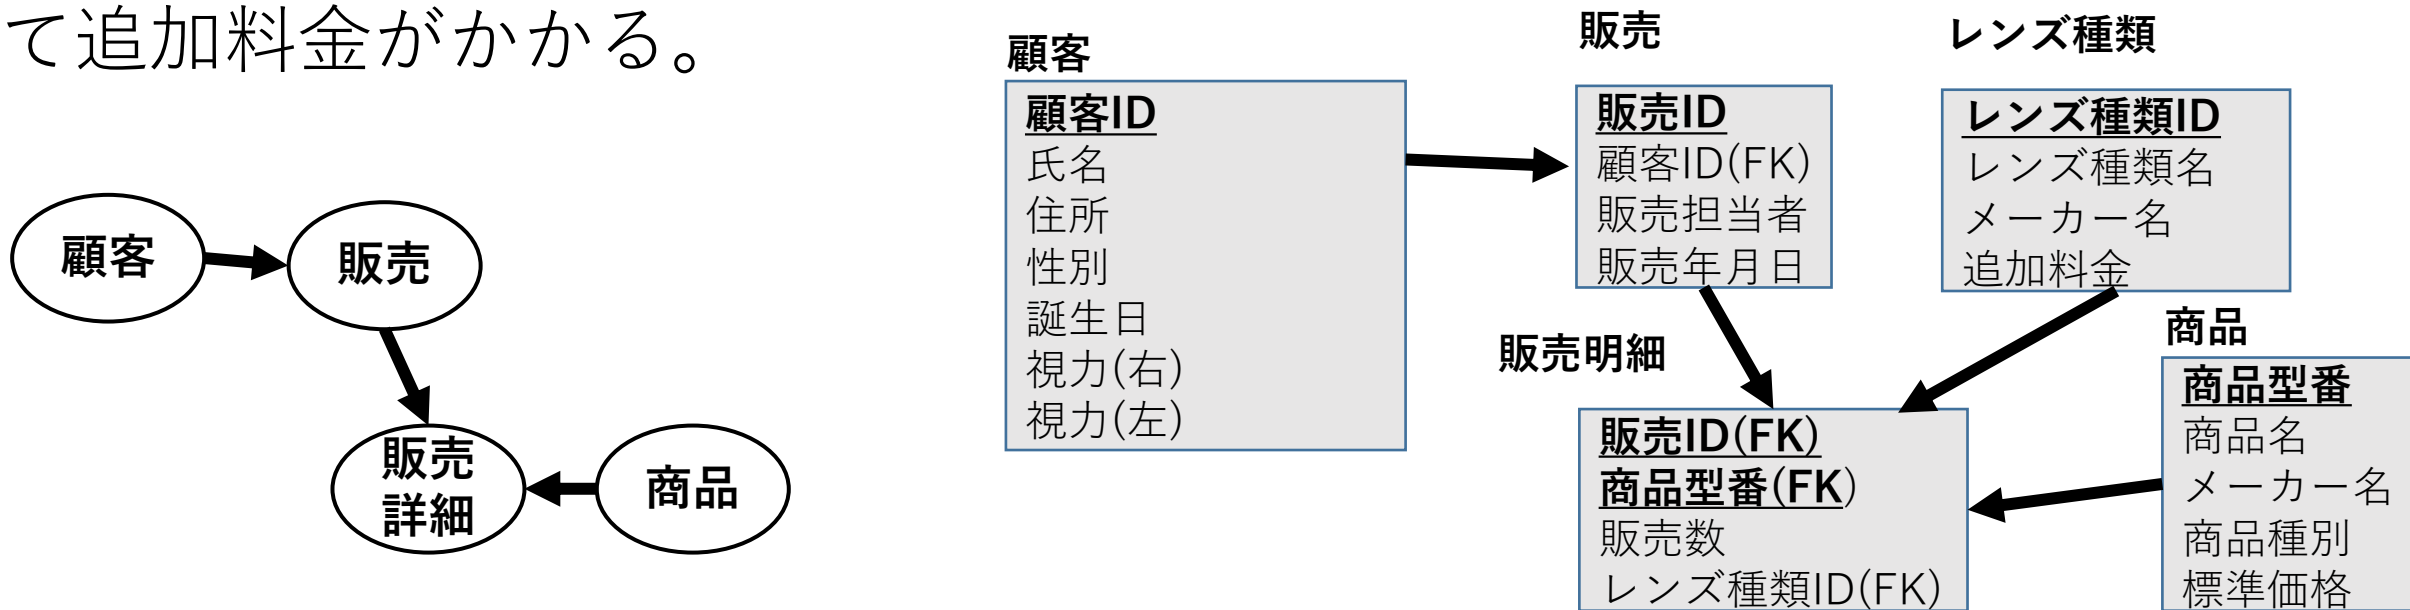 て追加料金がかかる。
顧客
販売
販売
詳細
商品
顧客
顧客ID
氏名
住所
性別
誕生日
視力(右)
視力(左)
販売
販売ID
顧客ID(FK)
販売担当者
販売年月日
レンズ種類
レンズ種類ID
レンズ種類名
メーカー名
追加料金
販売明細
販売ID(FK)
商品型番(FK)
販売数
レンズ種類ID(FK)
商品
商品型番
商品名
メーカー名
商品種別
標準価格